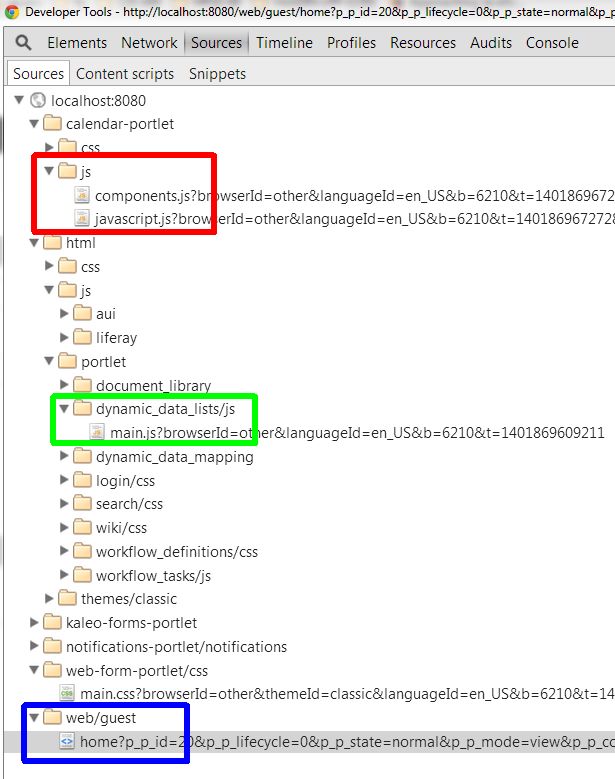 Developer Tools - http://localhost:8080/web/guest/home?p_p_id=20&p_p_lifecycle=0&p_p_state=normal&p_p
Elements Network Sources Timeline Profiles Resources Audits Console
Sources Content scripts Snippets
localhost:8080
calendar-portlet
css
js
components.js?browserId=other&languageId=en_US&b=6210&t=1401869672
javascript.js?browserId=other&languageId=en_US&b=6210&t=1401869672728
html
css
js
aui
liferay
portlet
document_library
dynamic_data_lists/js
main.js?browserId=other&languageId=en_US&b=6210&t=1401869609211
dynamic_data_mapping
login/css
search/css
wiki/css
workflow_definitions/css
workflow_tasks/js
themes/classic
kaleo-forms-portlet
notifications-portlet/notifications
web-form-portlet/css
main.css?browserId=other&themeId=classic&languageId=en_US&b=6210&t=14
web/guest
home?p_p_id=20&p_p_lifecycle=0&p_p_state=normal&p_p_mode=view&p_p_co